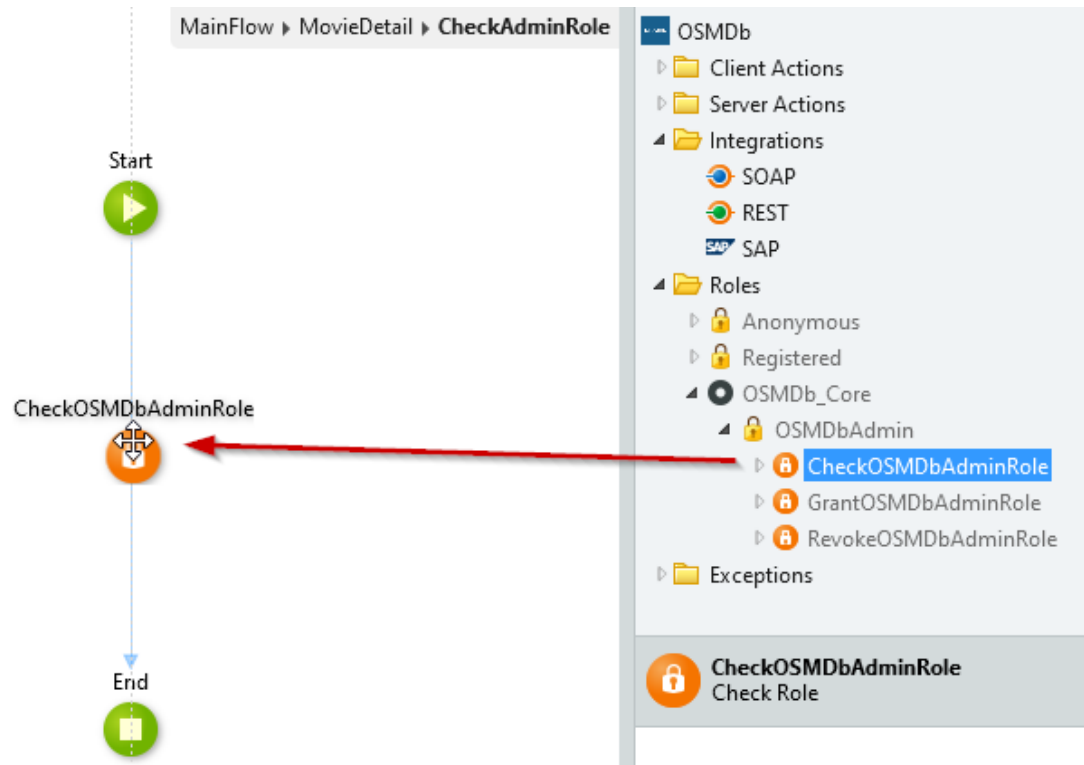 MainFlow MovieDetail CheckAdminRole
Start
CheckOSMDbAdminRole
End
OSMDb
Client Actions
Server Actions
Integrations
SOAP
REST
SAP SAP
Roles
Anonymous
Registered
OSMDb_Core
OSMDbAdmin
CheckOSMDbAdminRole
GrantOSMDbAdminRole
RevokeOSMDbAdminRole
Exceptions
CheckOSMDbAdminRole
Check Role